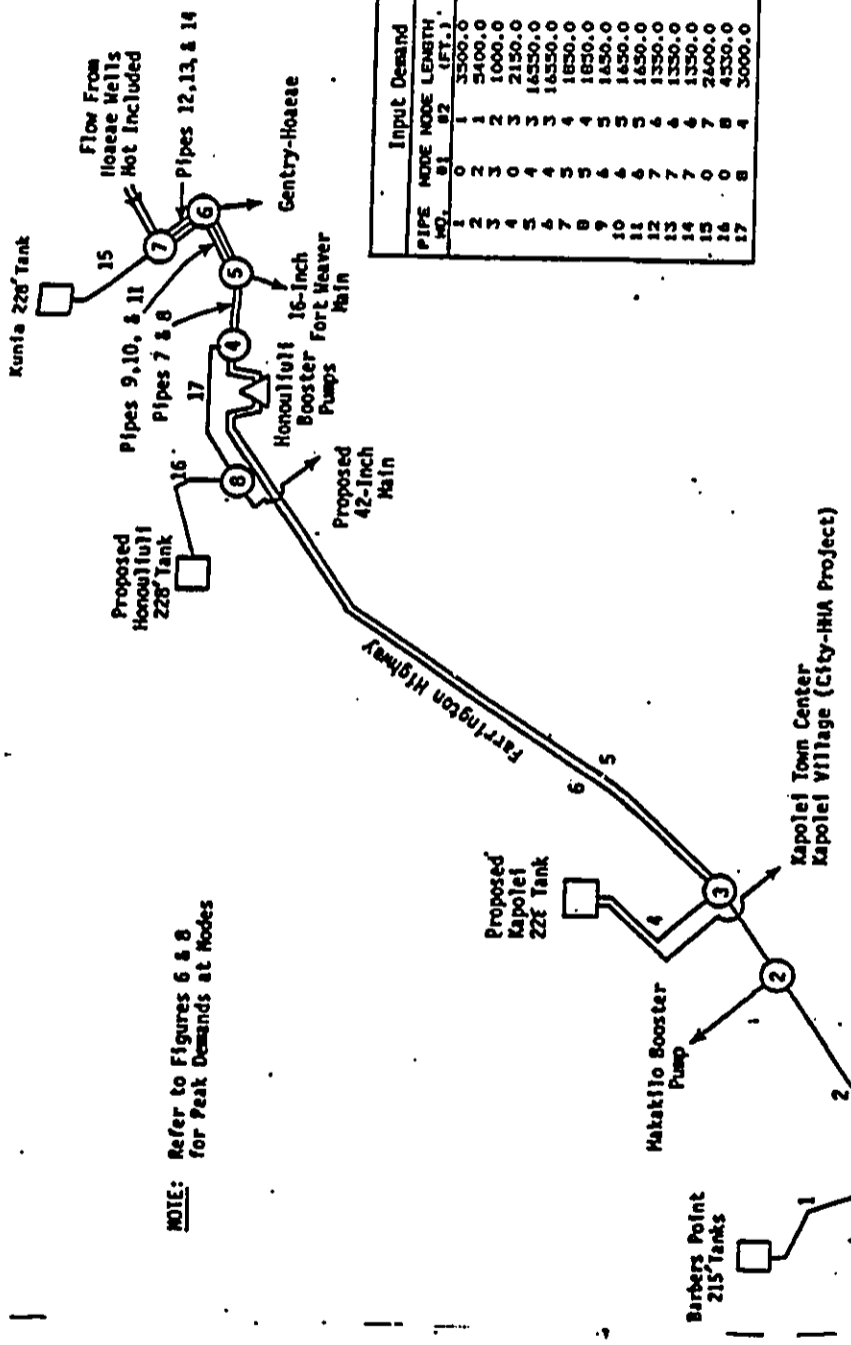 Kunia 228' Tank
15
Flow From
Hoaeae Wells
Not Included
Pipes 12,13, & 14
7
6
Gentry-Hoaeae
Pipes 9,10, & 11
Pipes 7 & 8
5
16-Inch
Fort Weaver
Main
4
17
Honouliuli
Booster
Pumps
16
8
Proposed
Honouliuli
228' Tank
Proposed
42-Inch
Main
Farrington Highway
6
5
NOTE: Refer to Figures 6 & 8
for Peak Demands at Nodes
Proposed
Kapolei
Tank
4
3
Kapolei Town Center
Kapolei Village (City-HHA Project)
2
Makakilo Booster
Pump
2
Barbers Point
215' Tanks
1
Input Demand
PIPE NODE NODE LENGTH
NO. #1 #2 (FT.)
1 0 1 3500.0
2 2 1 5400.0
3 3 2 1000.0
4 0 3 2150.0
5 4 3 16550.0
6 4 3 16550.0
7 5 4 1850.0
8 5 4 1850.0
9 6 5 1650.0
10 6 5 1650.0
11 6 5 1650.0
12 7 6 1350.0
13 7 6 1350.0
14 7 6 1350.0
15 0 7 2600.0
16 0 8 4530.0
17 8 4 3000.0